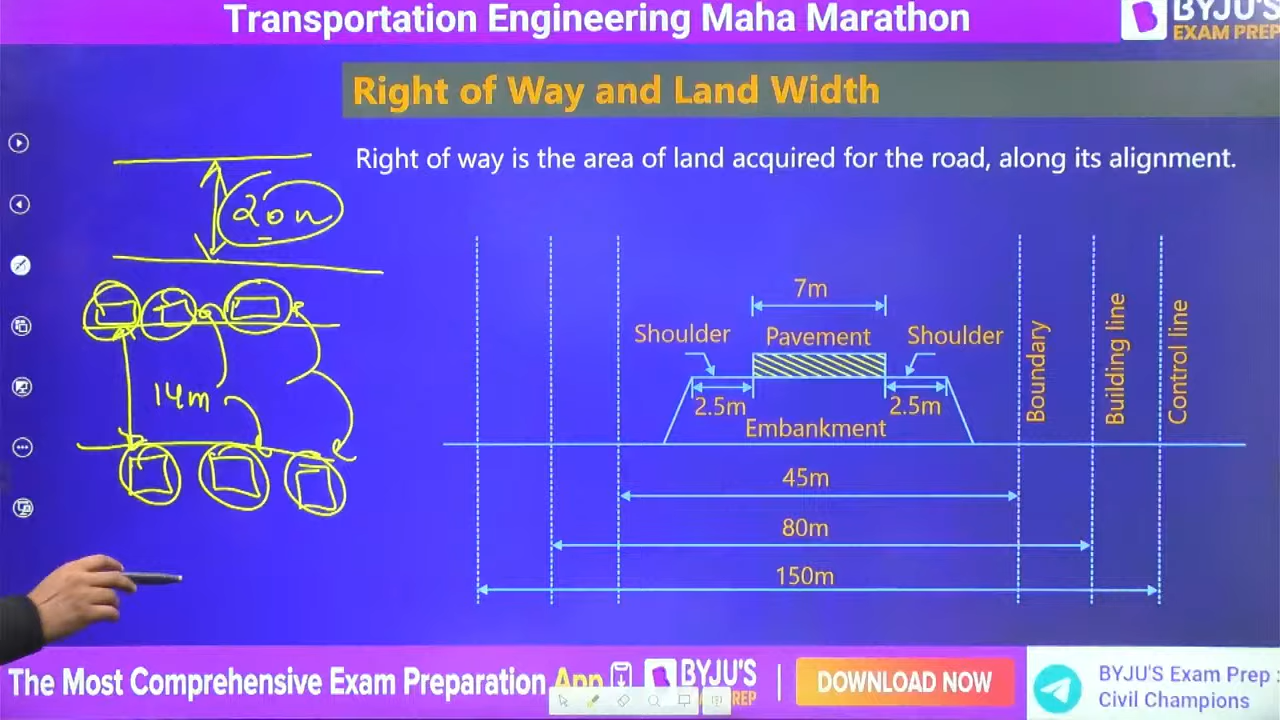 Transportation Engineering Maha Marathon
BYJU'S
EXAM PREP
Right of Way and Land Width
Right of way is the area of land acquired for the road, along its alignment.
20m
14m
7m
Shoulder
Pavement
Shoulder
2.5m
2.5m
Embankment
Boundary
Building line
Control line
45m
80m
150m
The Most Comprehensive Exam Preparation App
BYJU'S
EXAM PREP
DOWNLOAD NOW
BYJU'S Exam Prep :
Civil Champions